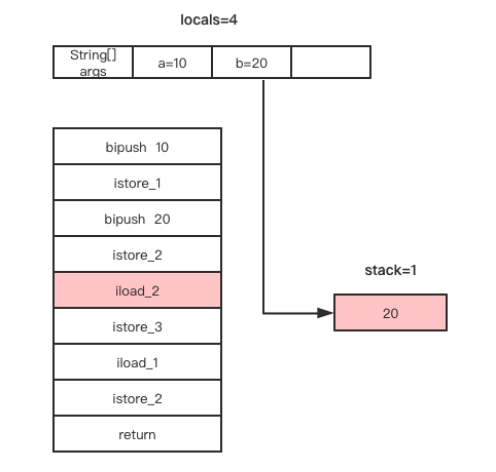 locals=4
String[]
args
a=10
b=20
bipush 10
istore_1
bipush 20
istore_2
iload_2
istore_3
iload_1
istore_2
return
stack=1
20